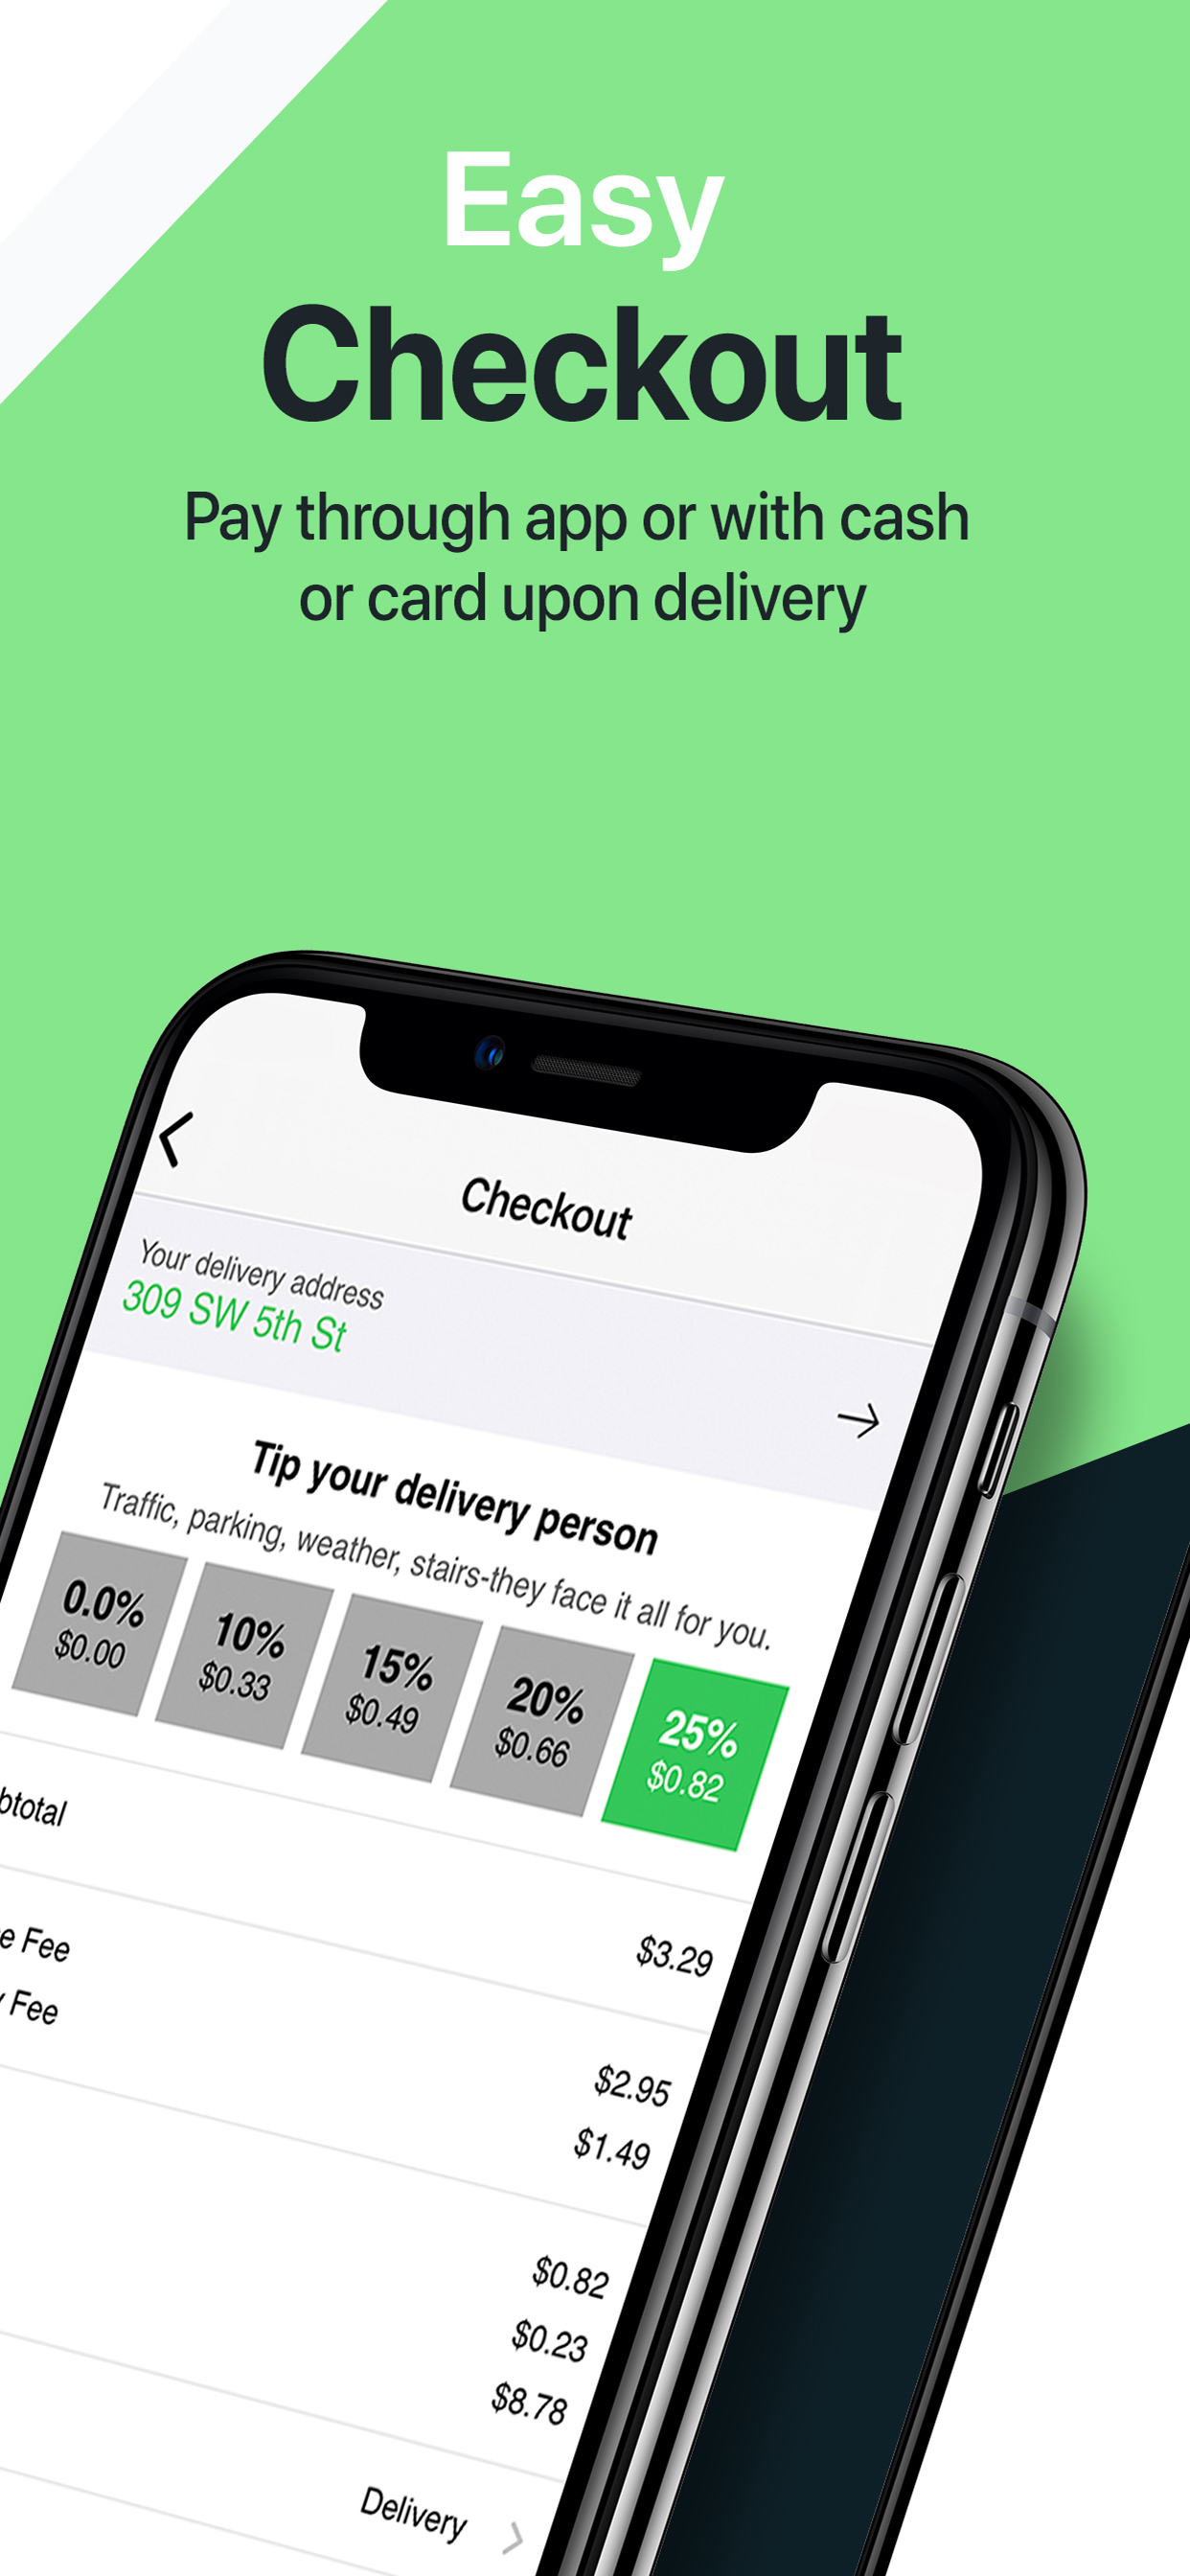 Easy
Checkout
Pay through app or with cash
or card upon delivery
Checkout
Your delivery address
309 SW 5th St
Tip your delivery person
Traffic, parking, weather, stairs-they face it all for you.
0.0% 10% 15% 20% 25%
$0.00 $0.33 $0.49 $0.66 $0.82
btotal $3.29
e Fee $2.95
Fee $1.49
$0.82
$0.23
$8.78
Delivery